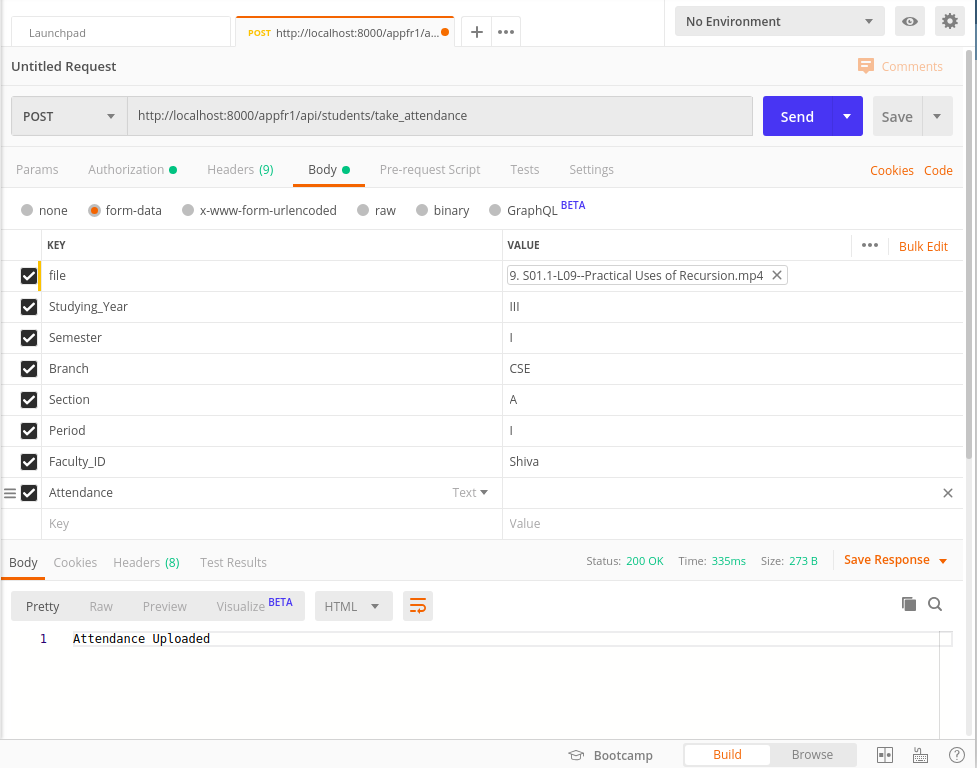 Launchpad
POST http://localhost:8000/appfr1/a...
No Environment
Untitled Request
Comments
POST
http://localhost:8000/appfr1/api/students/take_attendance
Send
Save
Params Authorization Headers (9) Body Pre-request Script Tests Settings Cookies Code
none form-data x-www-form-urlencoded raw binary GraphQL BETA
KEY VALUE Bulk Edit
file 9. S01.1-L09--Practical Uses of Recursion.mp4
Studying_Year III
Semester I
Branch CSE
Section A
Period I
Faculty_ID Shiva
Attendance Text
Key Value
Body Cookies Headers (8) Test Results Status: 200 OK Time: 335ms Size: 273 B Save Response
Pretty Raw Preview Visualize BETA HTML
1 Attendance Uploaded
Bootcamp Build Browse